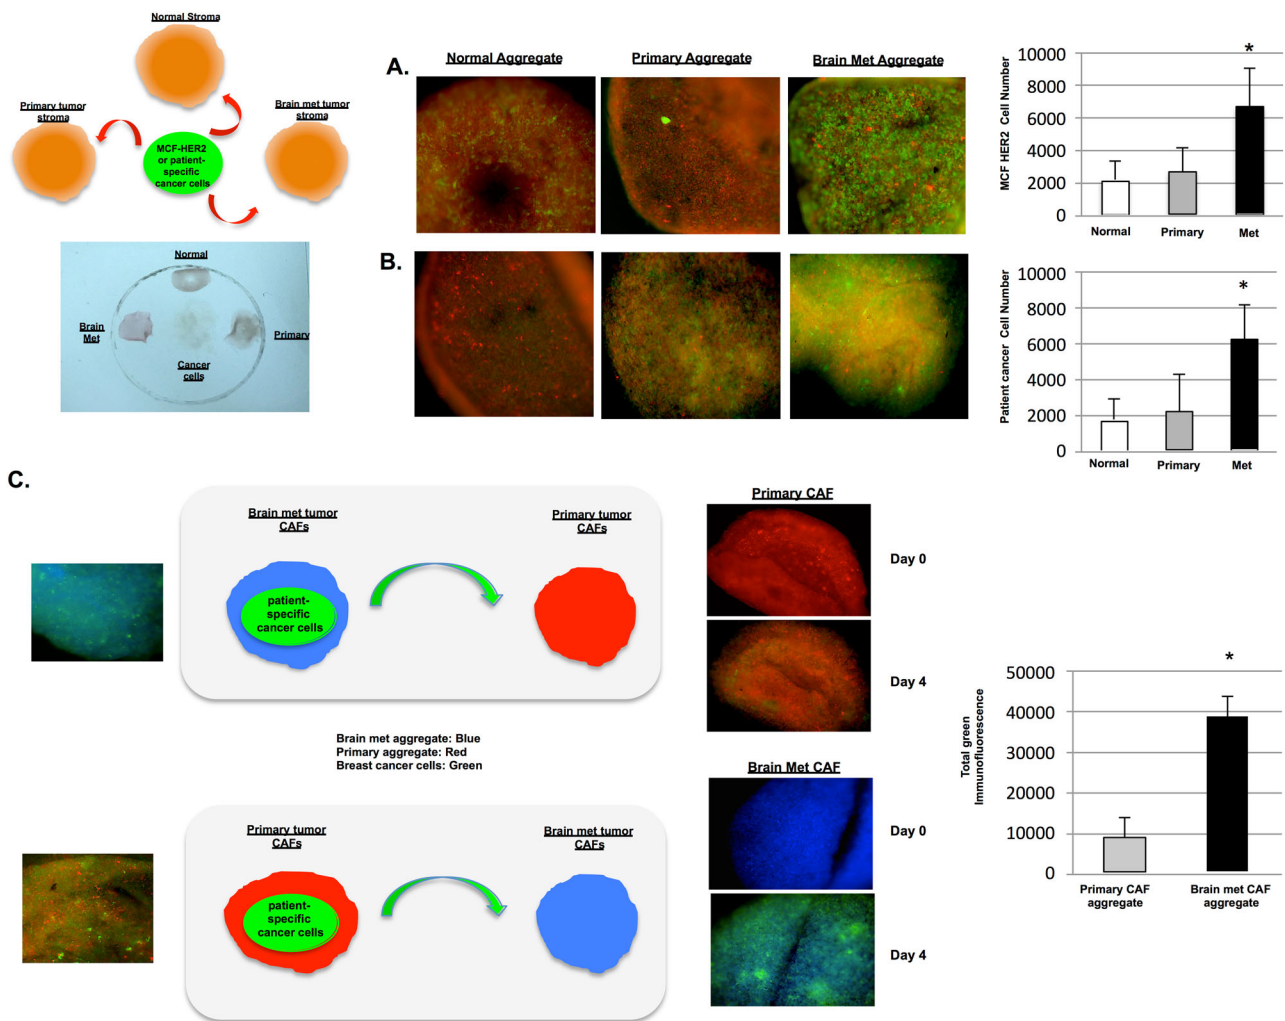 Normal Stroma
Primary tumor
stroma
Brain met tumor
stroma
MCF-HER2
or patient-
specific
cancer cells
Normal
Brain
Met
Primary
Cancer
cells
A.
Normal Aggregate
Primary Aggregate
Brain Met Aggregate
MCF HER2 Cell Number
10000
8000
6000
4000
2000
0
*
Normal
Primary
Met
B.
Patient cancer Cell Number
10000
8000
6000
4000
2000
0
*
Normal
Primary
Met
C.
Brain met tumor
CAFs
Primary tumor
CAFs
patient-
specific
cancer cells
Brain met aggregate: Blue
Primary aggregate: Red
Breast cancer cells: Green
Primary tumor
CAFs
Brain met tumor
CAFs
patient-
specific
cancer cells
Primary CAF
Day 0
Day 4
Brain Met CAF
Day 0
Day 4
Total green
Immunofluorescence
50000
40000
30000
20000
10000
0
*
Primary CAF
aggregate
Brain met CAF
aggregate